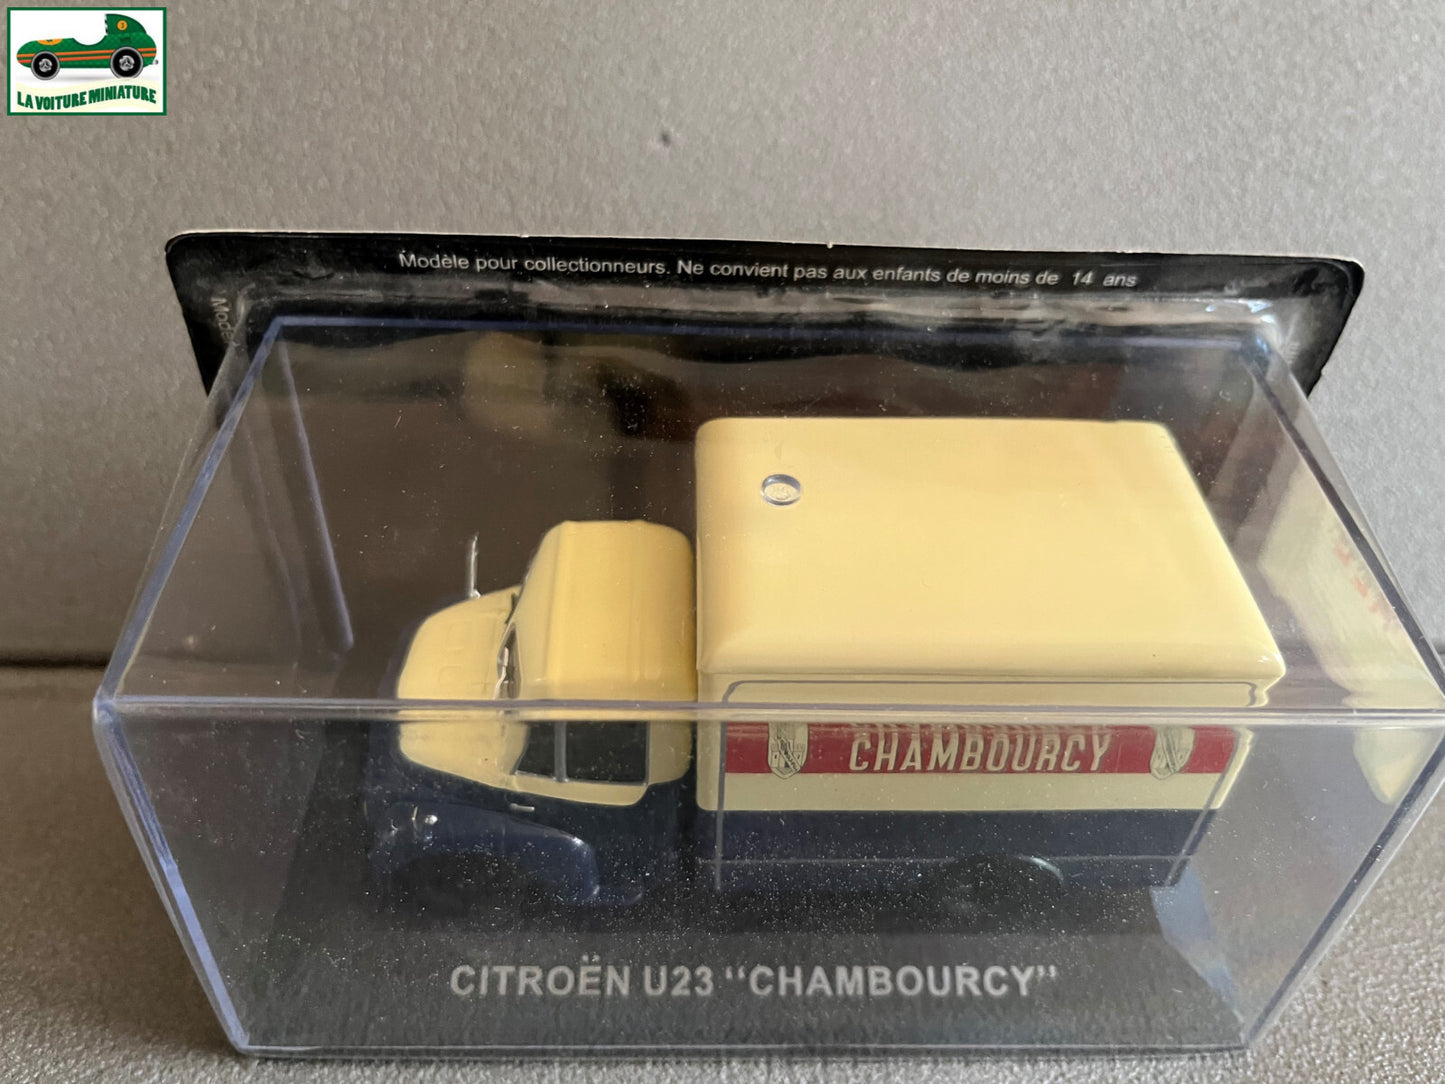 3
LA VOITURE MINIATURE
Modèle pour collectionneurs. Ne convient pas aux enfants de moins de 14 ans
CHAMBOURCY
CITROËN U23 "CHAMBOURCY"